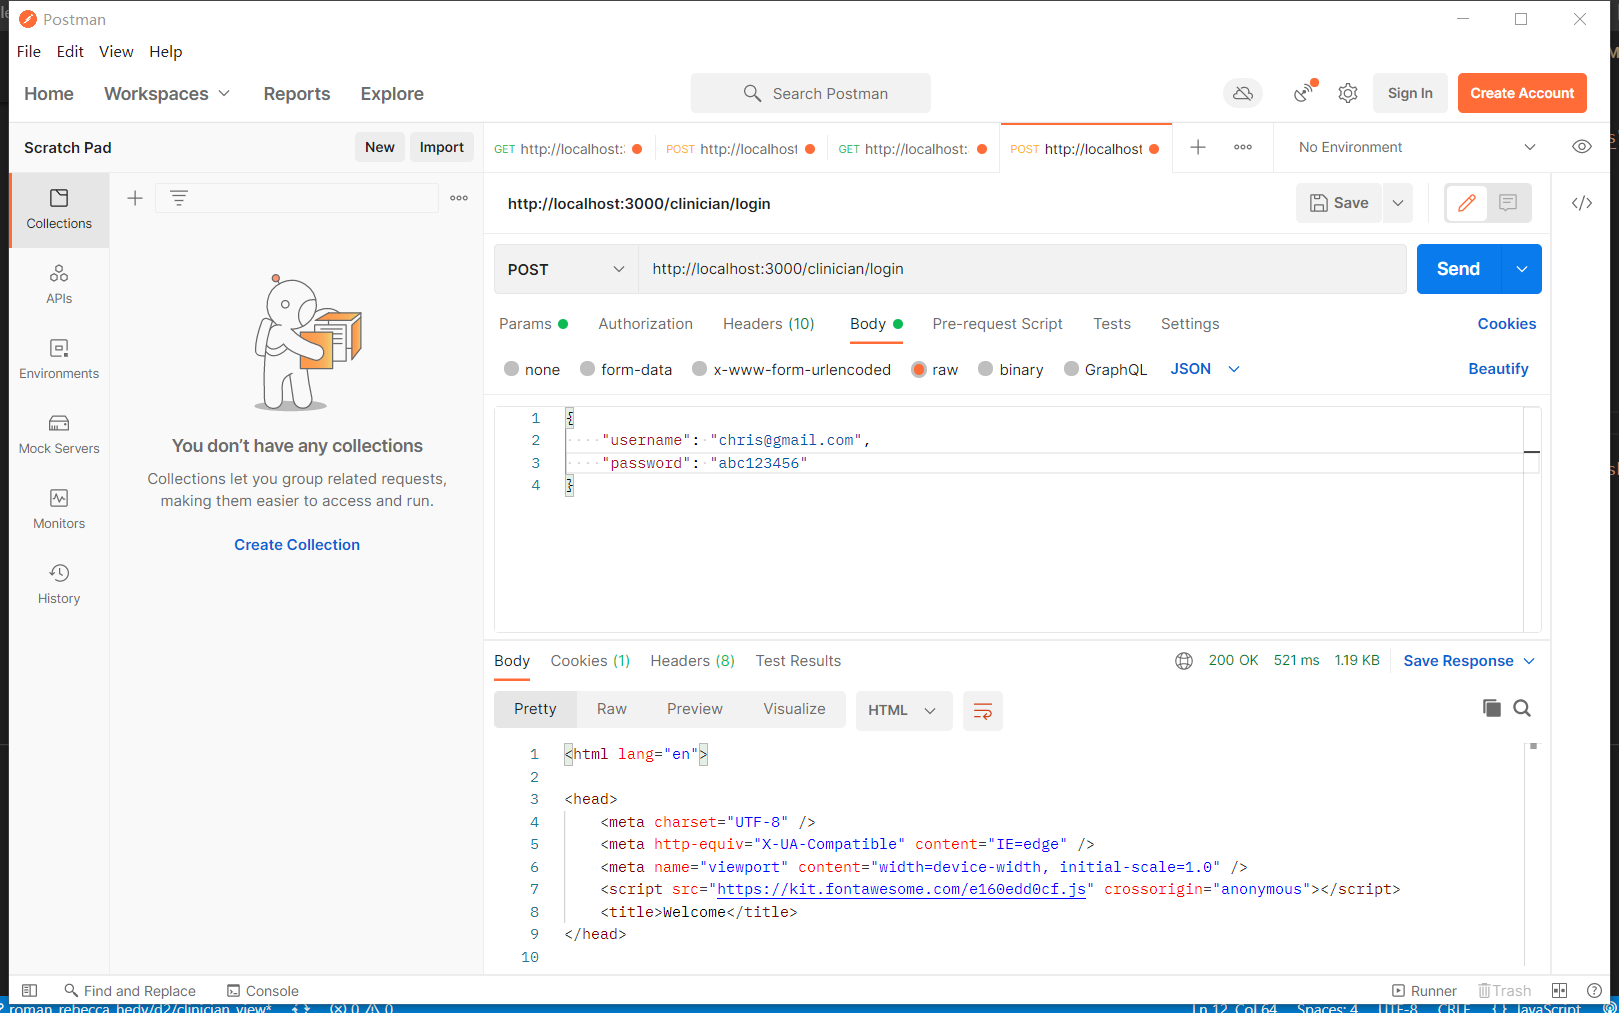 Postman
File Edit View Help
Home Workspaces Reports Explore Search Postman Sign In Create Account
Scratch Pad New Import GET http://localhost: POST http://localhost GET http://localhost: POST http://localhost No Environment
Collections
http://localhost:3000/clinician/login Save
POST http://localhost:3000/clinician/login Send
APIs
Params Authorization Headers (10) Body Pre-request Script Tests Settings Cookies
none form-data x-www-form-urlencoded raw binary GraphQL JSON Beautify
Environments
Mock Servers
Monitors
History
You don't have any collections
Collections let you group related requests,
making them easier to access and run.
Create Collection
1 {
2 "username": "chris@gmail.com",
3 "password": "abc123456"
4 }
Body Cookies (1) Headers (8) Test Results 200 OK 521 ms 1.19 KB Save Response
Pretty Raw Preview Visualize HTML
1 <html lang="en">
2
3 <head>
4 <meta charset="UTF-8" />
5 <meta http-equiv="X-UA-Compatible" content="IE=edge" />
6 <meta name="viewport" content="width=device-width, initial-scale=1.0" />
7 <script src="https://kit.fontawesome.com/e160edd0cf.js" crossorigin="anonymous"></script>
8 <title>Welcome</title>
9 </head>
10
Find and Replace Console Runner Trash
roman_rebecca_hedy/d2/clinician_view* 0 0 Ln 12, Col 64 Spaces: 4 UTF-8 CRLF JavaScript